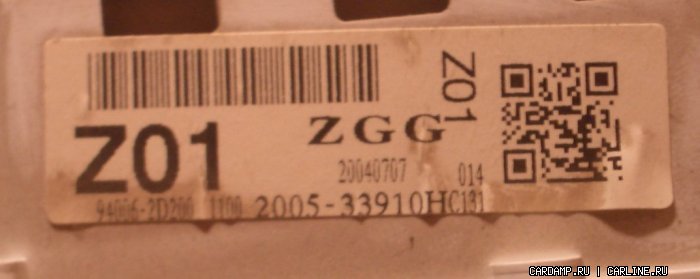 Z01
ZGG
Z01
20040707 014
94006-2D200 1100 2005-33910HC131
CARDAMP.RU | CARLINE.RU